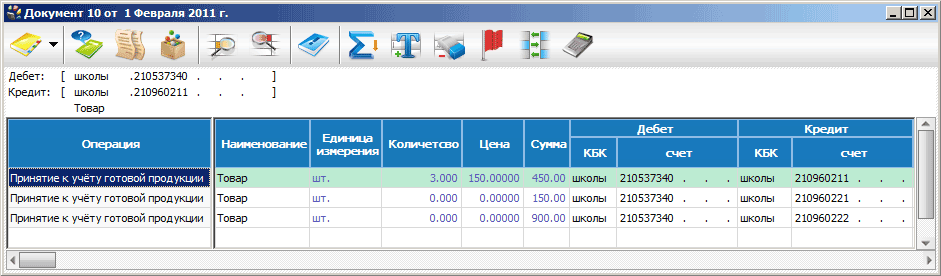 Документ 10 от 1 Февраля 2011 г.
Дебет: [ школы .210537340 . . . ]
Кредит: [ школы .210960211 . . . ]
Товар
Операция Наименование Единица измерения Количетсво Цена Сумма Дебет Кредит
КБК счет КБК счет
Принятие к учёту готовой продукции Товар шт. 3.000 150.00000 450.00 школы 210537340 . . . школы 210960211 . . .
Принятие к учёту готовой продукции Товар шт. 0.000 0.00000 150.00 школы 210537340 . . . школы 210960221 . . .
Принятие к учёту готовой продукции Товар шт. 0.000 0.00000 900.00 школы 210537340 . . . школы 210960222 . . .